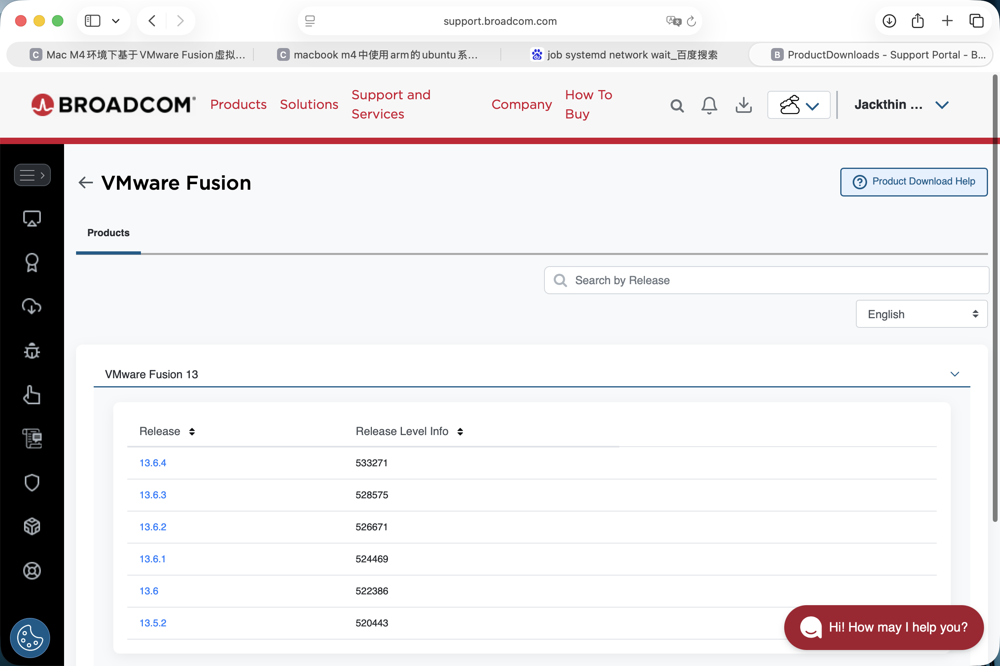 support.broadcom.com
C Mac M4环境下基于VMware Fusion虚拟...
C macbook m4中使用arm的ubuntu系...
du job systemd network wait_百度搜索
B ProductDownloads - Support Portal - B...
BROADCOM
Products
Solutions
Support and
Services
Company
How To
Buy
Jackthin ...
VMware Fusion
Product Download Help
Products
Search by Release
English
VMware Fusion 13
Release Release Level Info
13.6.4 533271
13.6.3 528575
13.6.2 526671
13.6.1 524469
13.6 522386
13.5.2 520443
Hi! How may I help you?